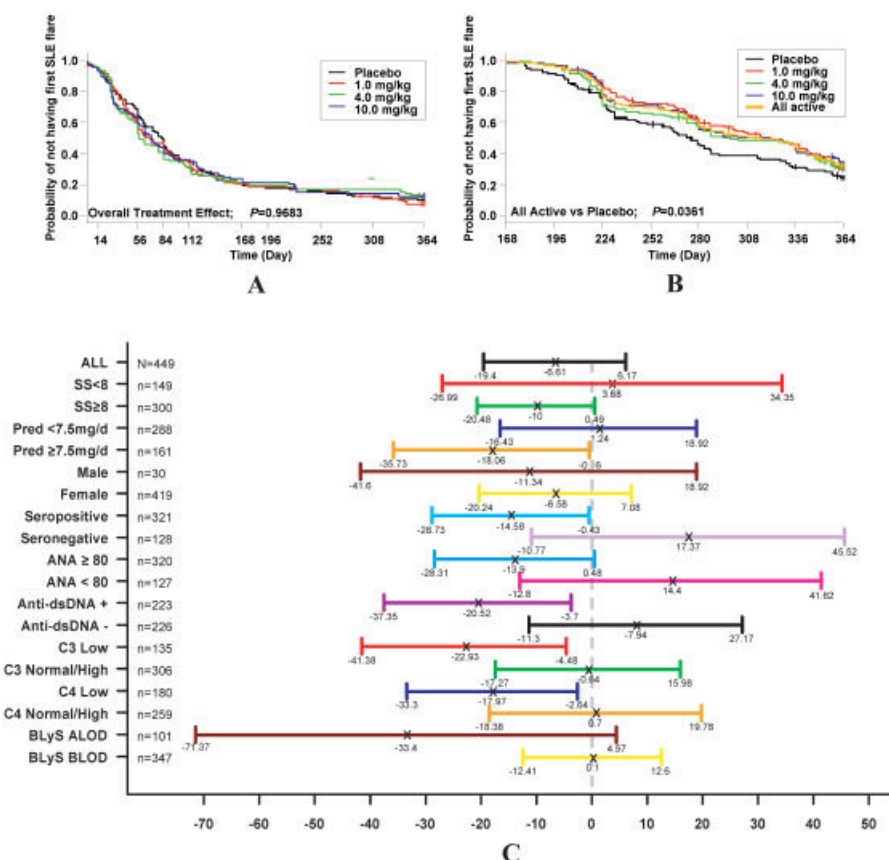 Probability of not having first SLE flare
1.0
0.8
0.6
0.4
0.2
0.0
Placebo
1.0 mg/kg
4.0 mg/kg
10.0 mg/kg
Overall Treatment Effect; P=0.9683
14 56 84 112 168 196 252 308 364
Time (Day)
A
Probability of not having first SLE flare
1.0
0.8
0.6
0.4
0.2
0.0
Placebo
1.0 mg/kg
4.0 mg/kg
10.0 mg/kg
All active
All Active vs Placebo; P=0.0361
168 196 224 252 280 308 336 364
Time (Day)
B
ALL N=449
-19.4 -6.61 6.17
SS<8 n=149
-26.99 3.68 34.35
SS≥8 n=300
-20.48 -10 0.49
Pred <7.5mg/d n=288
-16.43 1.24 18.92
Pred ≥7.5mg/d n=161
-35.73 -18.06 -0.16
Male n=30
-41.6 -11.34 18.92
Female n=419
-20.24 -6.58 7.08
Seropositive n=321
-28.73 -14.58 -0.43
Seronegative n=128
-10.77 17.37 45.52
ANA ≥ 80 n=320
-28.31 -13.9 0.48
ANA < 80 n=127
-12.8 14.4 41.62
Anti-dsDNA + n=223
-37.35 -20.52 -3.7
Anti-dsDNA - n=226
-11.3 -7.94 27.17
C3 Low n=135
-41.38 -22.93 -4.48
C3 Normal/High n=306
-17.27 -0.64 15.98
C4 Low n=180
-33.3 -17.97 -2.64
C4 Normal/High n=259
-18.38 0.7 19.78
BLyS ALOD n=101
-71.37 -33.4 4.57
BLyS BLOD n=347
-12.41 0.1 12.6
-70 -60 -50 -40 -30 -20 -10 0 10 20 30 40 50
C